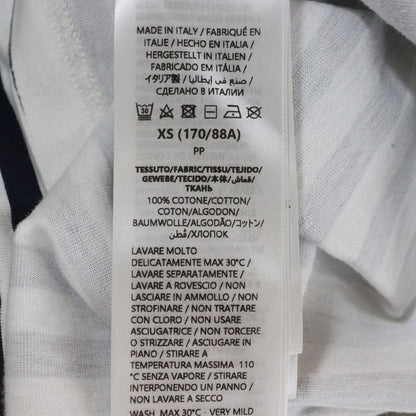 MADE IN ITALY / FABRIQUÉ EN
ITALIE / HECHO EN ITALIA /
HERGESTELLT IN ITALIEN /
FABRICADO EM ITÁLIA /
イタリア製 / صنع في إيطاليا /
СДЕЛАНО В ИТАЛИИ
30
XS (170/88A)
PP
TESSUTO/FABRIC/TISSU/TEJIDO/
GEWEBE/TECIDO/本体/قماش/
ТКАНЬ
100% COTONE/COTTON/
COTON/ALGODON/
BAUMWOLLE/ALGODÃO/コットン/
قطن/ХЛОПОК
LAVARE MOLTO
DELICATAMENTE MAX 30°C /
LAVARE SEPARATAMENTE /
LAVARE A ROVESCIO / NON
LASCIARE IN AMMOLLO / NON
STROFINARE / NON TRATTARE
CON CLORO / NON USARE
ASCIUGATRICE / NON TORCERE
O STRIZZARE / ASCIUGARE IN
PIANO / STIRARE A
TEMPERATURA MASSIMA 110
°C SENZA VAPORE / STIRARE
INTERPONENDO UN PANNO /
NON LAVARE A SECCO
WASH MAX 30°C - VERY MILD